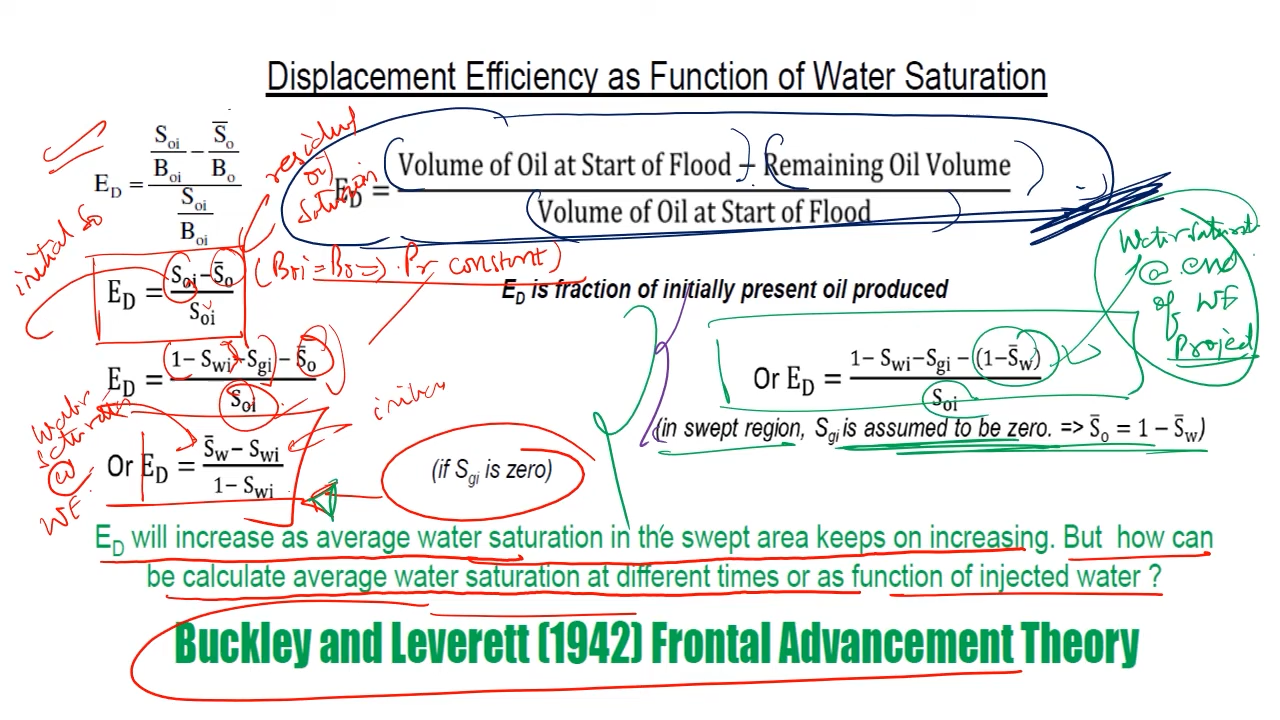 Displacement Efficiency as Function of Water Saturation
E_D = (S_oi/B_oi − S̄_o/B_o) / (S_oi/B_oi)
E_D = (Volume of Oil at Start of Flood − Remaining Oil Volume) / (Volume of Oil at Start of Flood)
residual
oil
saturation
initial So
(Boi = Bo => Pr constant)
E_D = (S_oi − S̄_o) / S_oi
E_D is fraction of initially present oil produced
Water saturat
@ end
of WF
Project
E_D = (1− S_wi − S_gi − S̄_o) / S_oi
Or E_D = (1− S_wi−S_gi − (1−S̄_w)) / S_oi
(in swept region, S_gi is assumed to be zero. => S̄_o = 1 − S̄_w)
Water
@
WF
Or E_D = (S̄_w − S_wi) / (1− S_wi)
(if S_gi is zero)
E_D will increase as average water saturation in the swept area keeps on increasing. But how can
be calculate average water saturation at different times or as function of injected water ?
Buckley and Leverett (1942) Frontal Advancement Theory